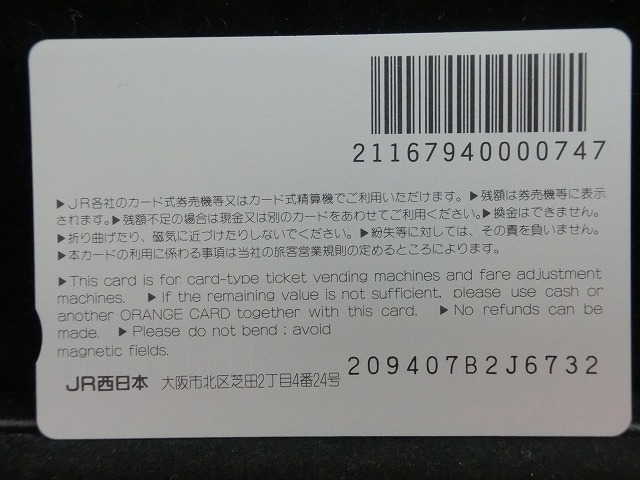 21167940000747
▶JR各社のカード式券売機等又はカード式精算機でご利用いただけます。▶残額は券売機等に表示
されます。▶残額不足の場合は現金又は別のカードをあわせてご利用ください。▶換金はできません。
▶折り曲げたり、磁気に近づけたりしないでください。▶紛失等に対しては、その責を負いません。
▶本カードの利用に係わる事項は当社の旅客営業規則の定めるところによります。
▶This card is for card-type ticket vending machines and fare adjustment
machines. ▶If the remaining value is not sufficient, please use cash or
another ORANGE CARD together with this card. ▶No refunds can be
made. ▶Please do not bend; avoid
magnetic fields.
JR西日本 大阪市北区芝田2丁目4番24号
209407B2J6732